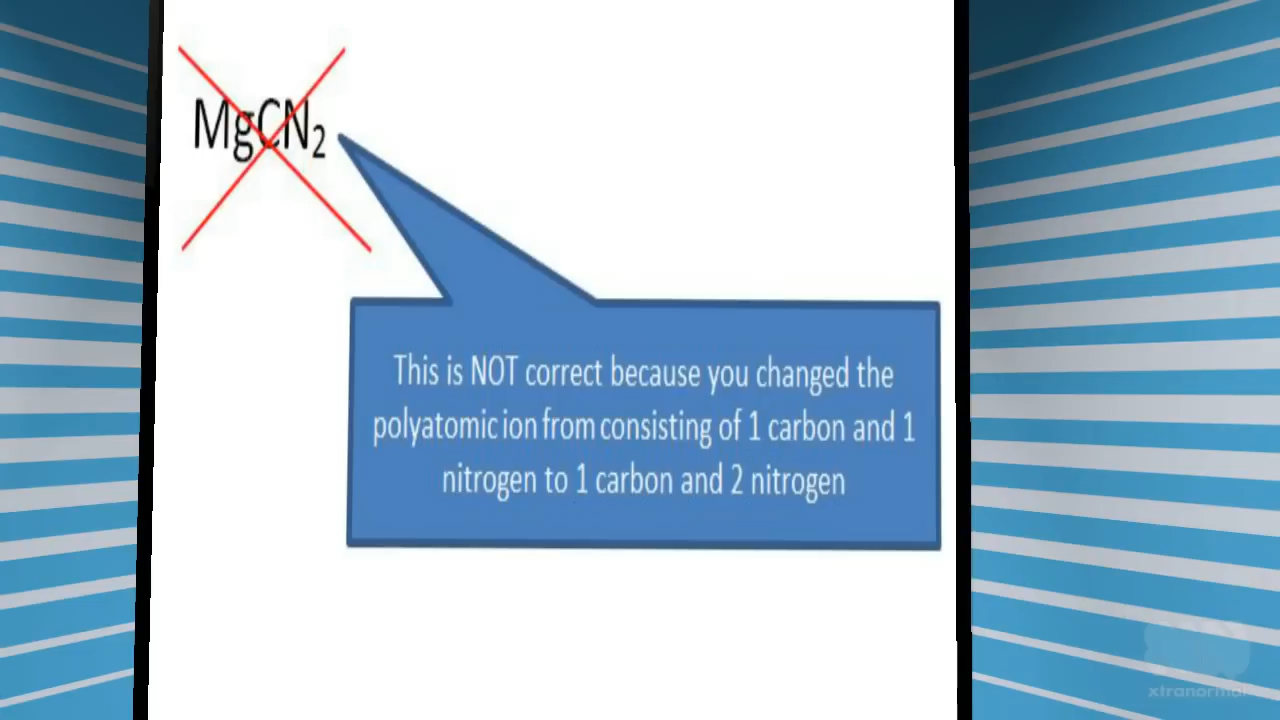 MgCN₂
This is NOT correct because you changed the
polyatomic ion from consisting of 1 carbon and 1
nitrogen to 1 carbon and 2 nitrogen
xtranormal